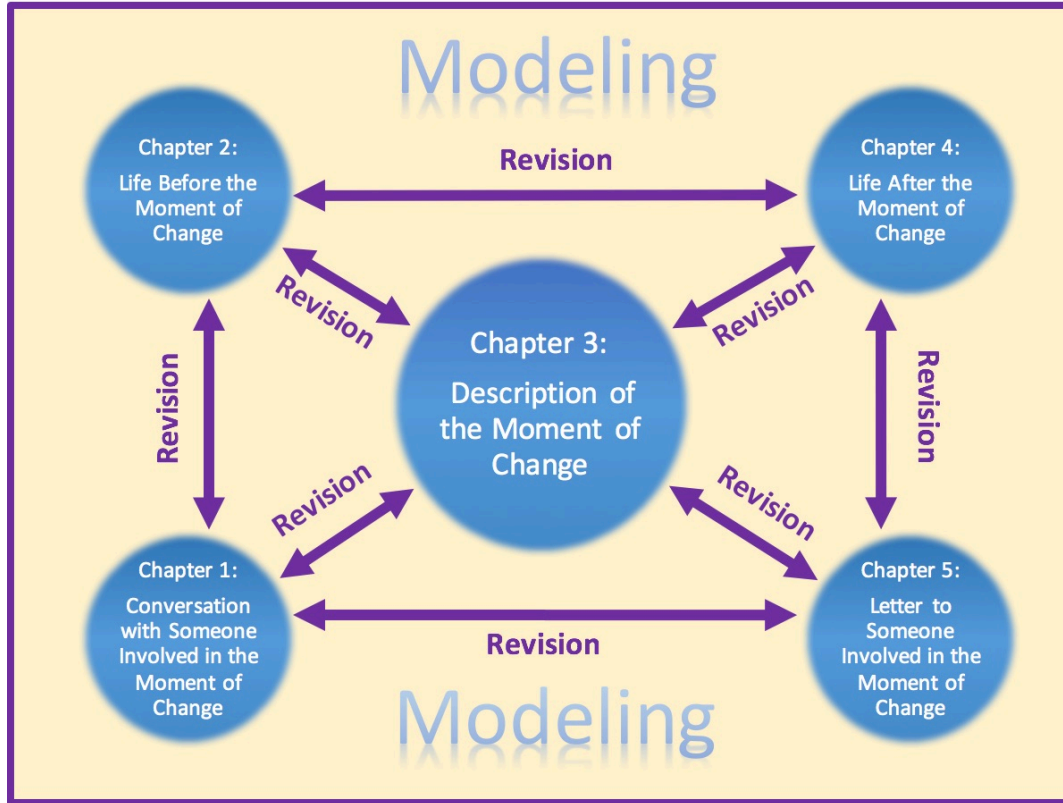 Modeling
Chapter 2:
Life Before the
Moment of
Change
Revision
Chapter 4:
Life After the
Moment of
Change
Revision
Revision
Chapter 3:
Description of
the Moment of
Change
Revision
Revision
Revision
Revision
Chapter 1:
Conversation
with Someone
Involved in the
Moment of
Change
Revision
Chapter 5:
Letter to
Someone
Involved in the
Moment of
Change
Modeling